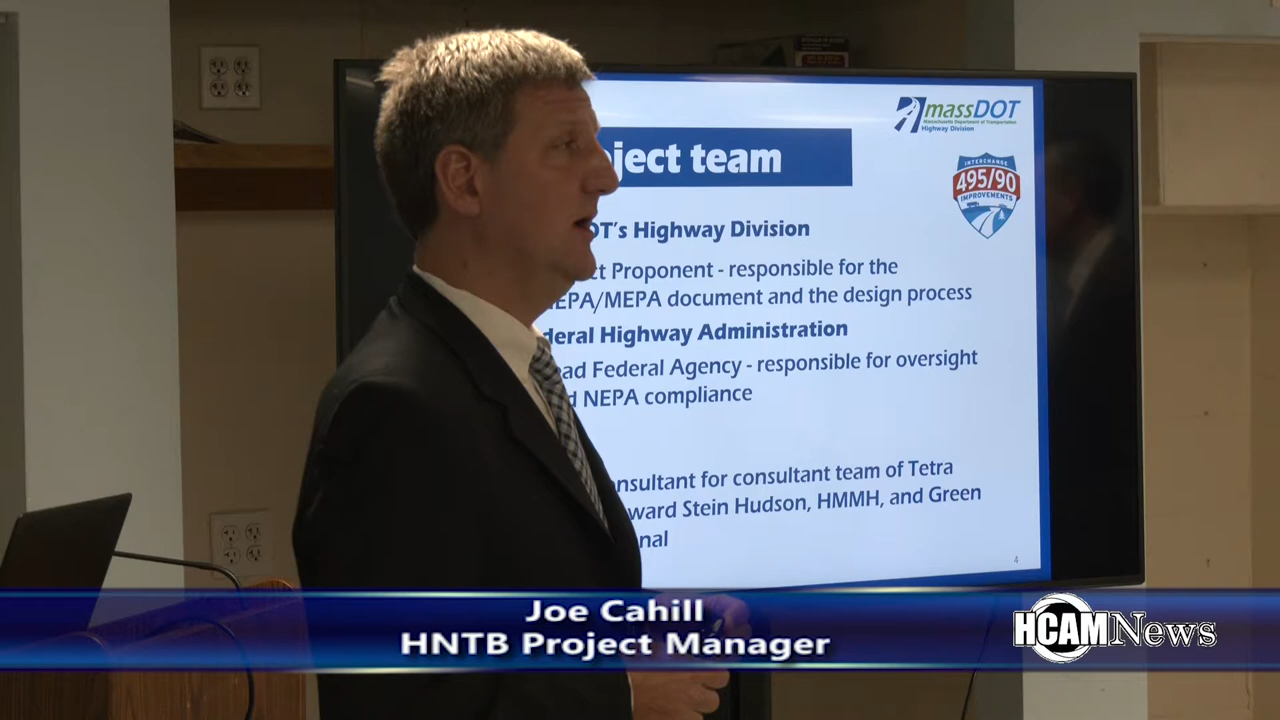 massDOT
Massachusetts Department of Transportation
Highway Division
ject team
INTERCHANGE
495/90
IMPROVEMENTS
OT's Highway Division
ct Proponent - responsible for the
EPA/MEPA document and the design process
deral Highway Administration
ad Federal Agency - responsible for oversight
d NEPA compliance
nsultant for consultant team of Tetra
ward Stein Hudson, HMMH, and Green
nal
4
Joe Cahill
HNTB Project Manager
HCAM News